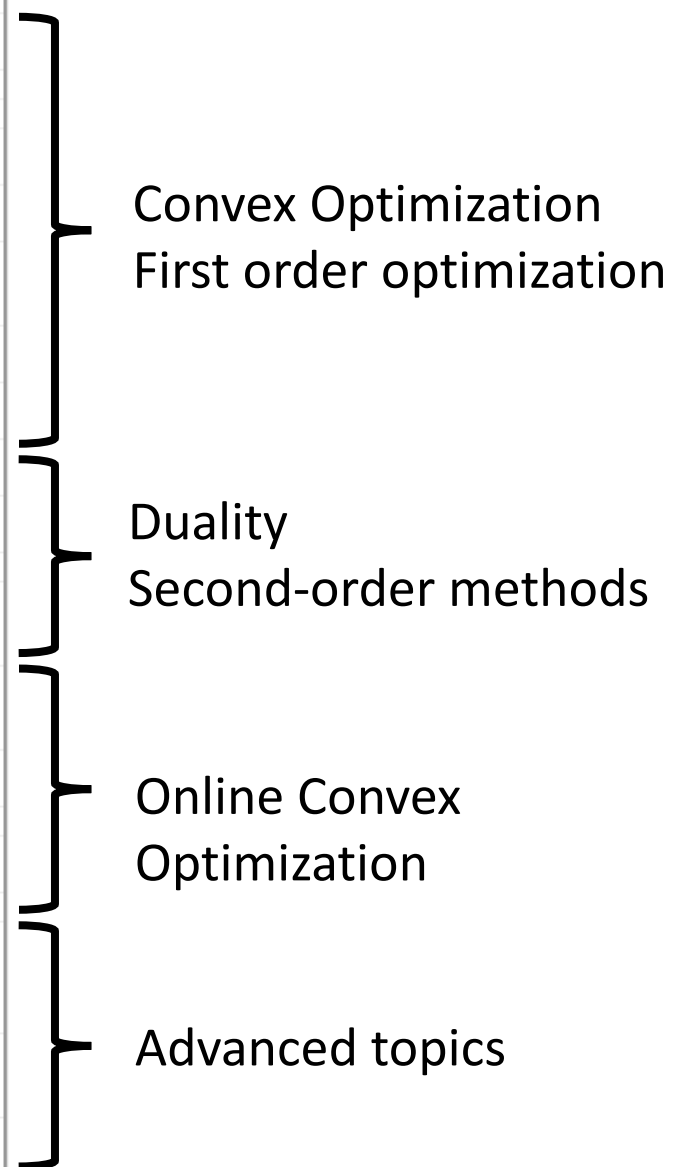 Convex Optimization
First order optimization
Duality
Second-order methods
Online Convex
Optimization
Advanced topics